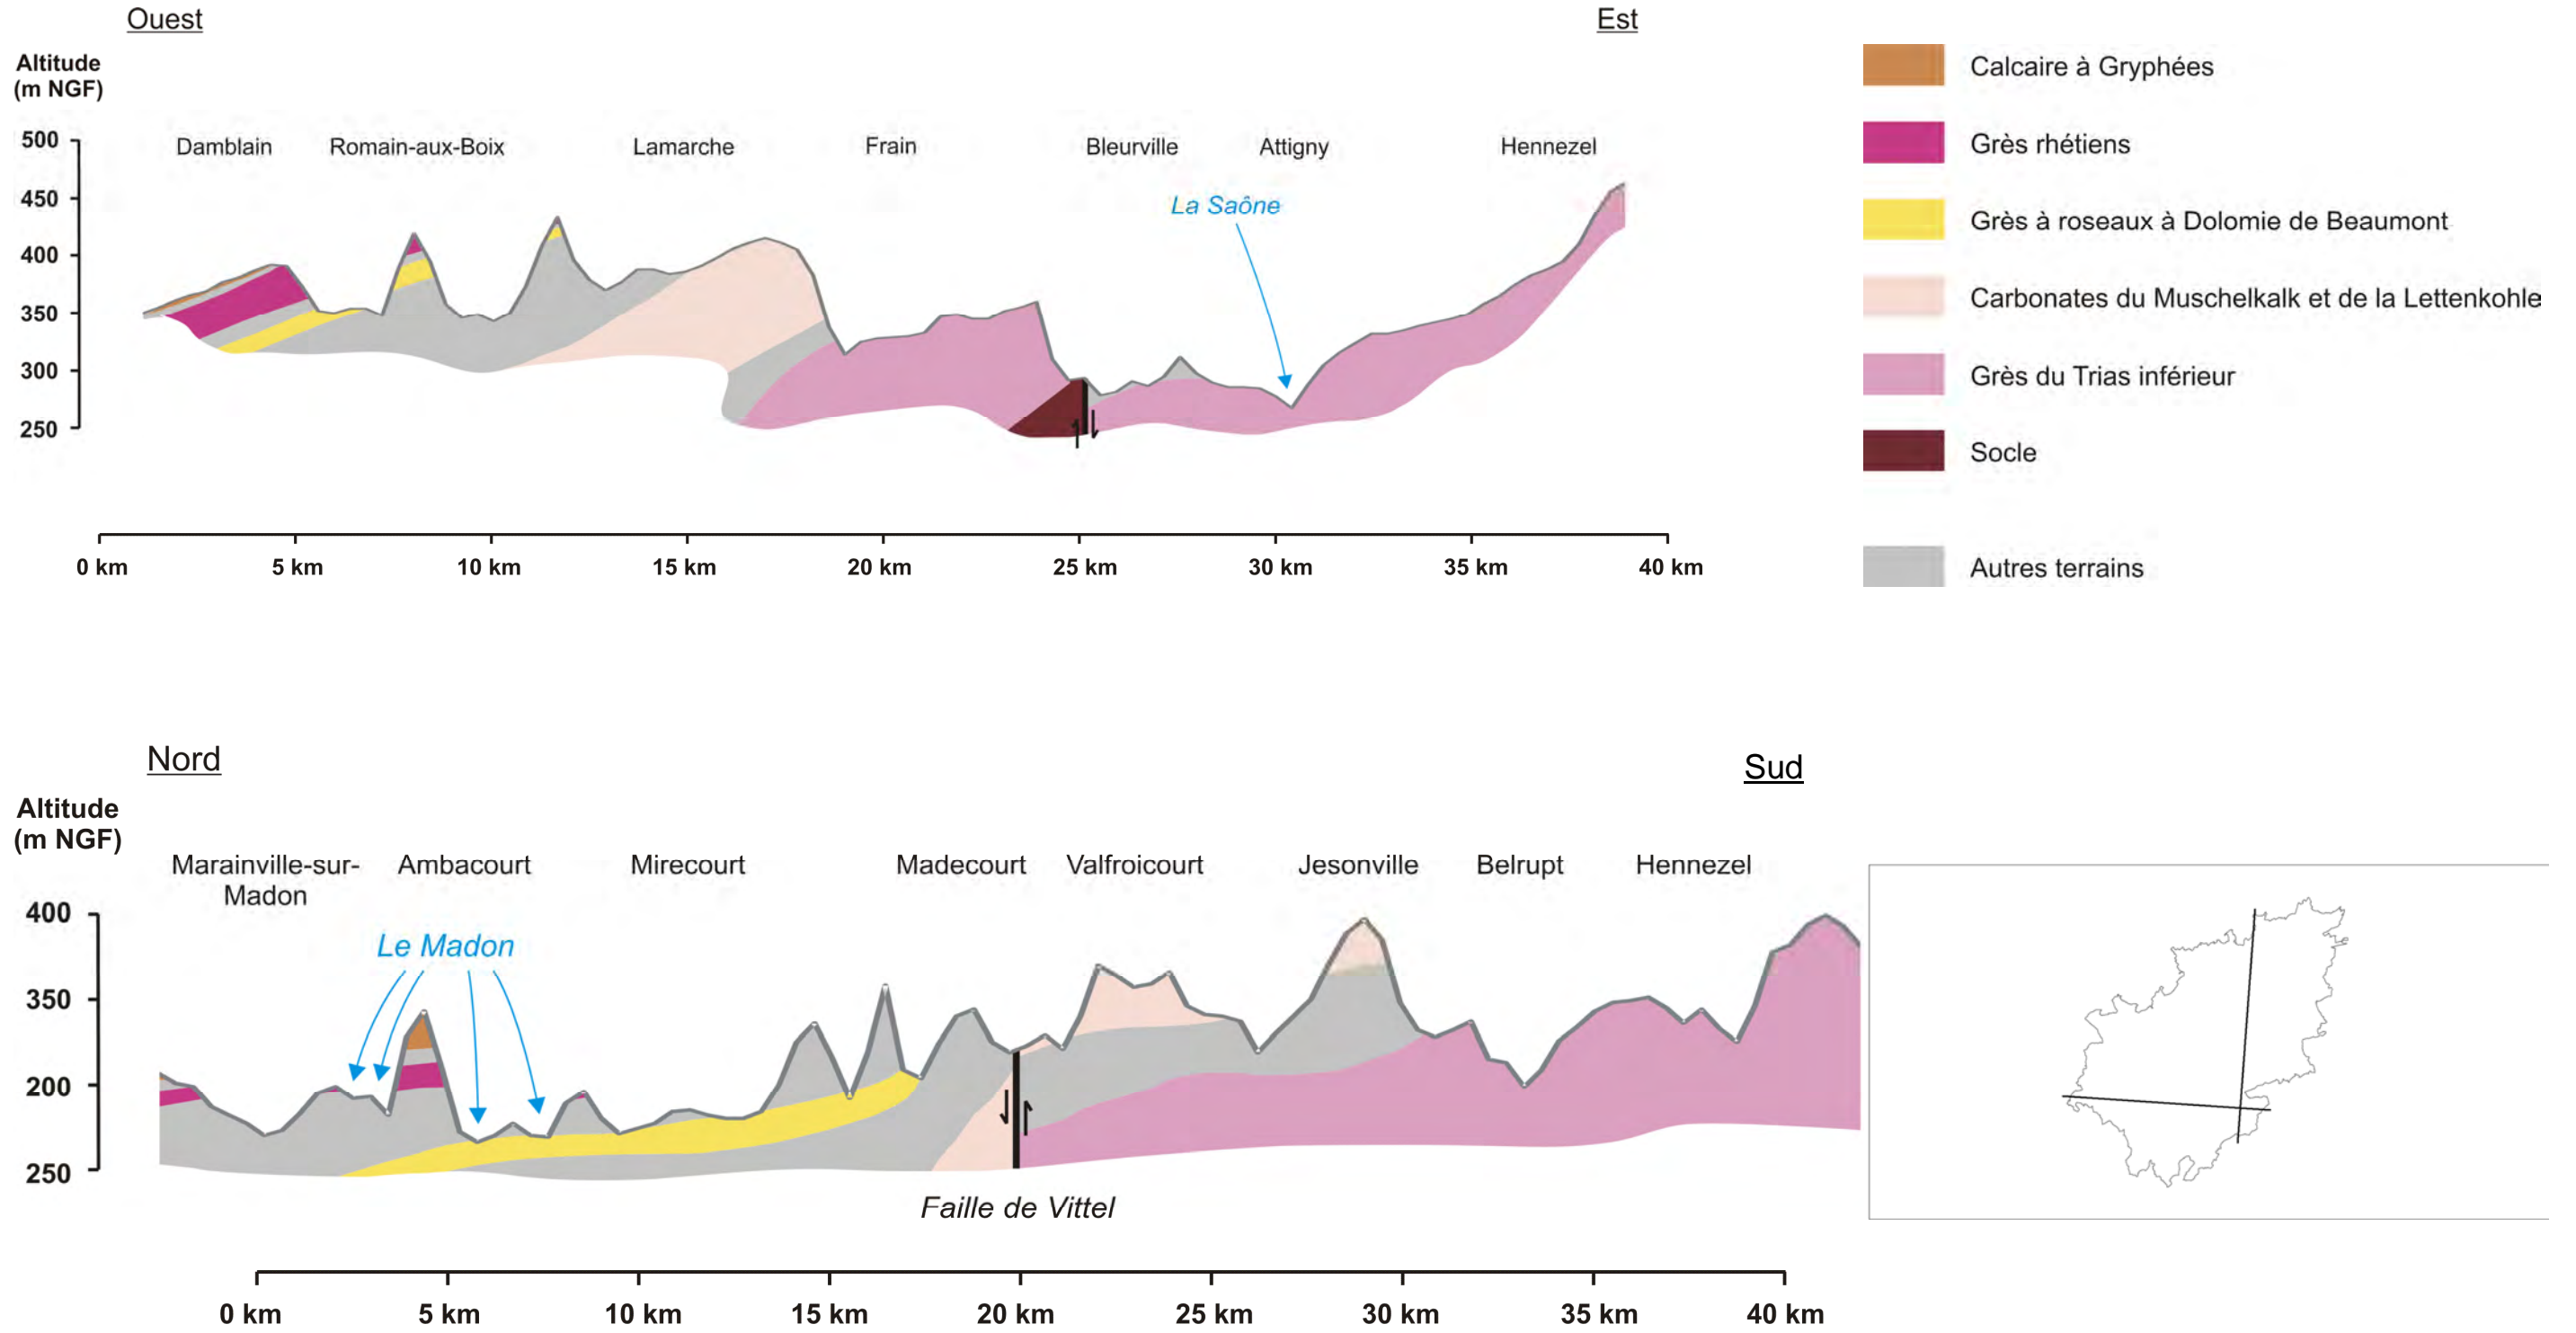 Ouest
Est
Altitude
(m NGF)
500
450
400
350
300
250
Damblain
Romain-aux-Boix
Lamarche
Frain
Bleurville
Attigny
Hennezel
La Saône
0 km
5 km
10 km
15 km
20 km
25 km
30 km
35 km
40 km
Calcaire à Gryphées
Grès rhétiens
Grès à roseaux à Dolomie de Beaumont
Carbonates du Muschelkalk et de la Lettenkohle
Grès du Trias inférieur
Socle
Autres terrains
Nord
Sud
Altitude
(m NGF)
400
350
200
250
Marainville-sur-
Madon
Ambacourt
Mirecourt
Madecourt
Valfroicourt
Jesonville
Belrupt
Hennezel
Le Madon
Faille de Vittel
0 km
5 km
10 km
15 km
20 km
25 km
30 km
35 km
40 km